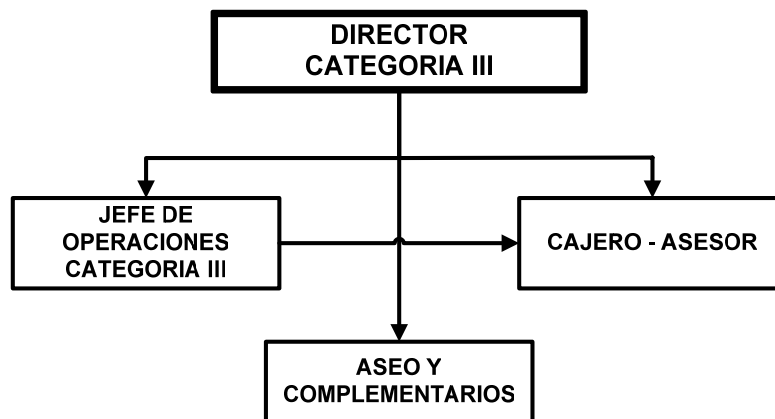 DIRECTOR
CATEGORIA III
JEFE DE
OPERACIONES
CATEGORIA III
CAJERO - ASESOR
ASEO Y
COMPLEMENTARIOS